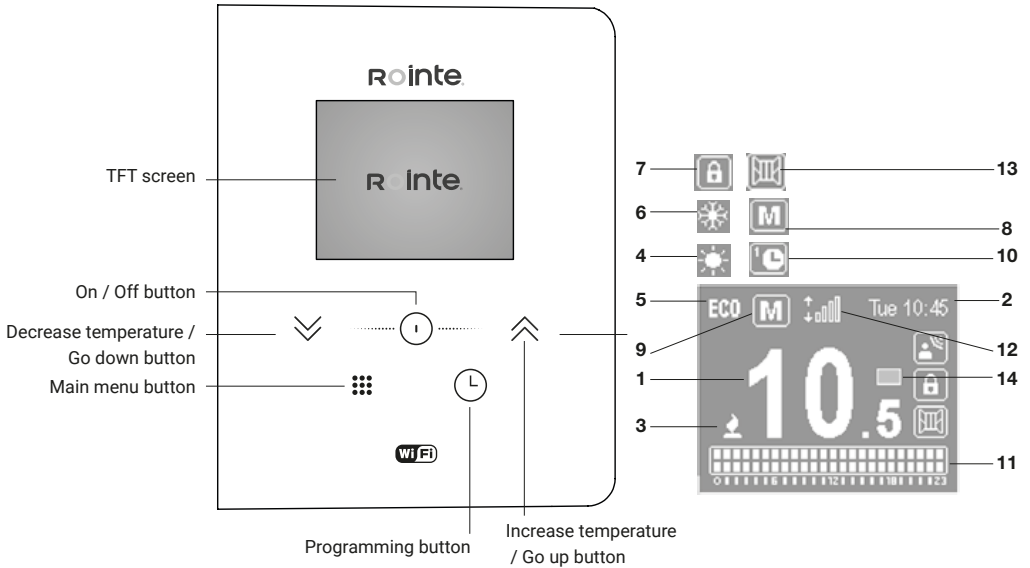 Rointe
Rointe
TFT screen
On / Off button
Decrease temperature /
Go down button
Main menu button
WiFi
Programming button
Increase temperature
/ Go up button
7
13
6
M
8
4
1
10
5
ECO
M
Tue 10:45
2
9
12
1
10.5
14
3
11
0 6 12 18 23